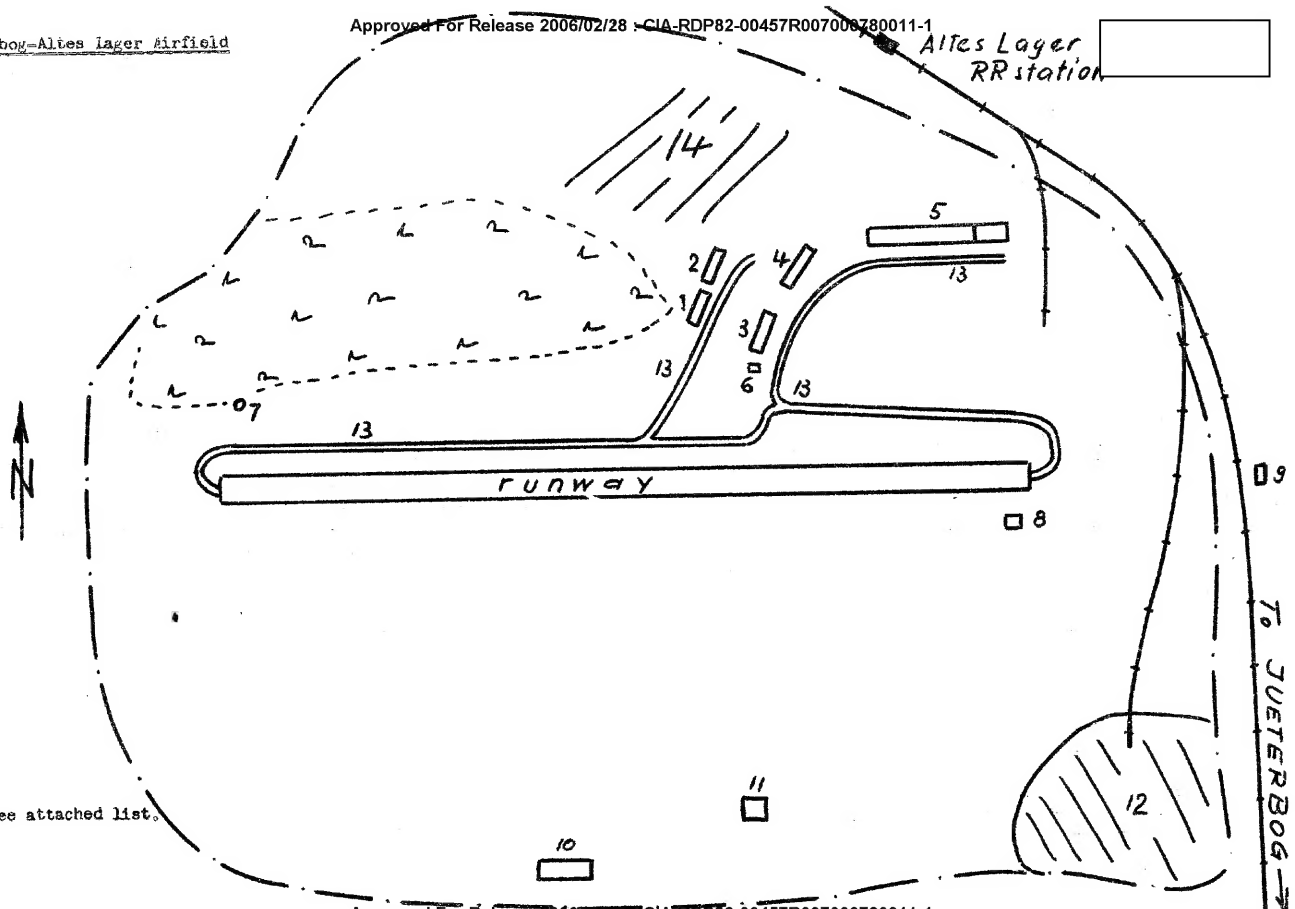 Approved For Release 2006/02/28 : CIA-RDP82-00457R007000780011-1
bog-Altes Lager Airfield
Altes Lager
RR station
14
5
2
4
13
1
3
13
6
13
7
13
N
runway
9
8
To JUETERBOG
11
12
ee attached list.
10